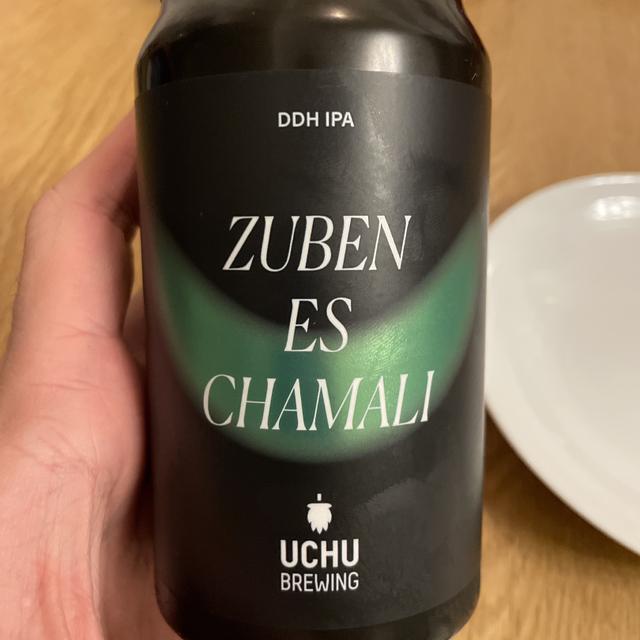 DDH IPA
ZUBEN
ES
CHAMALI
UCHU
BREWING